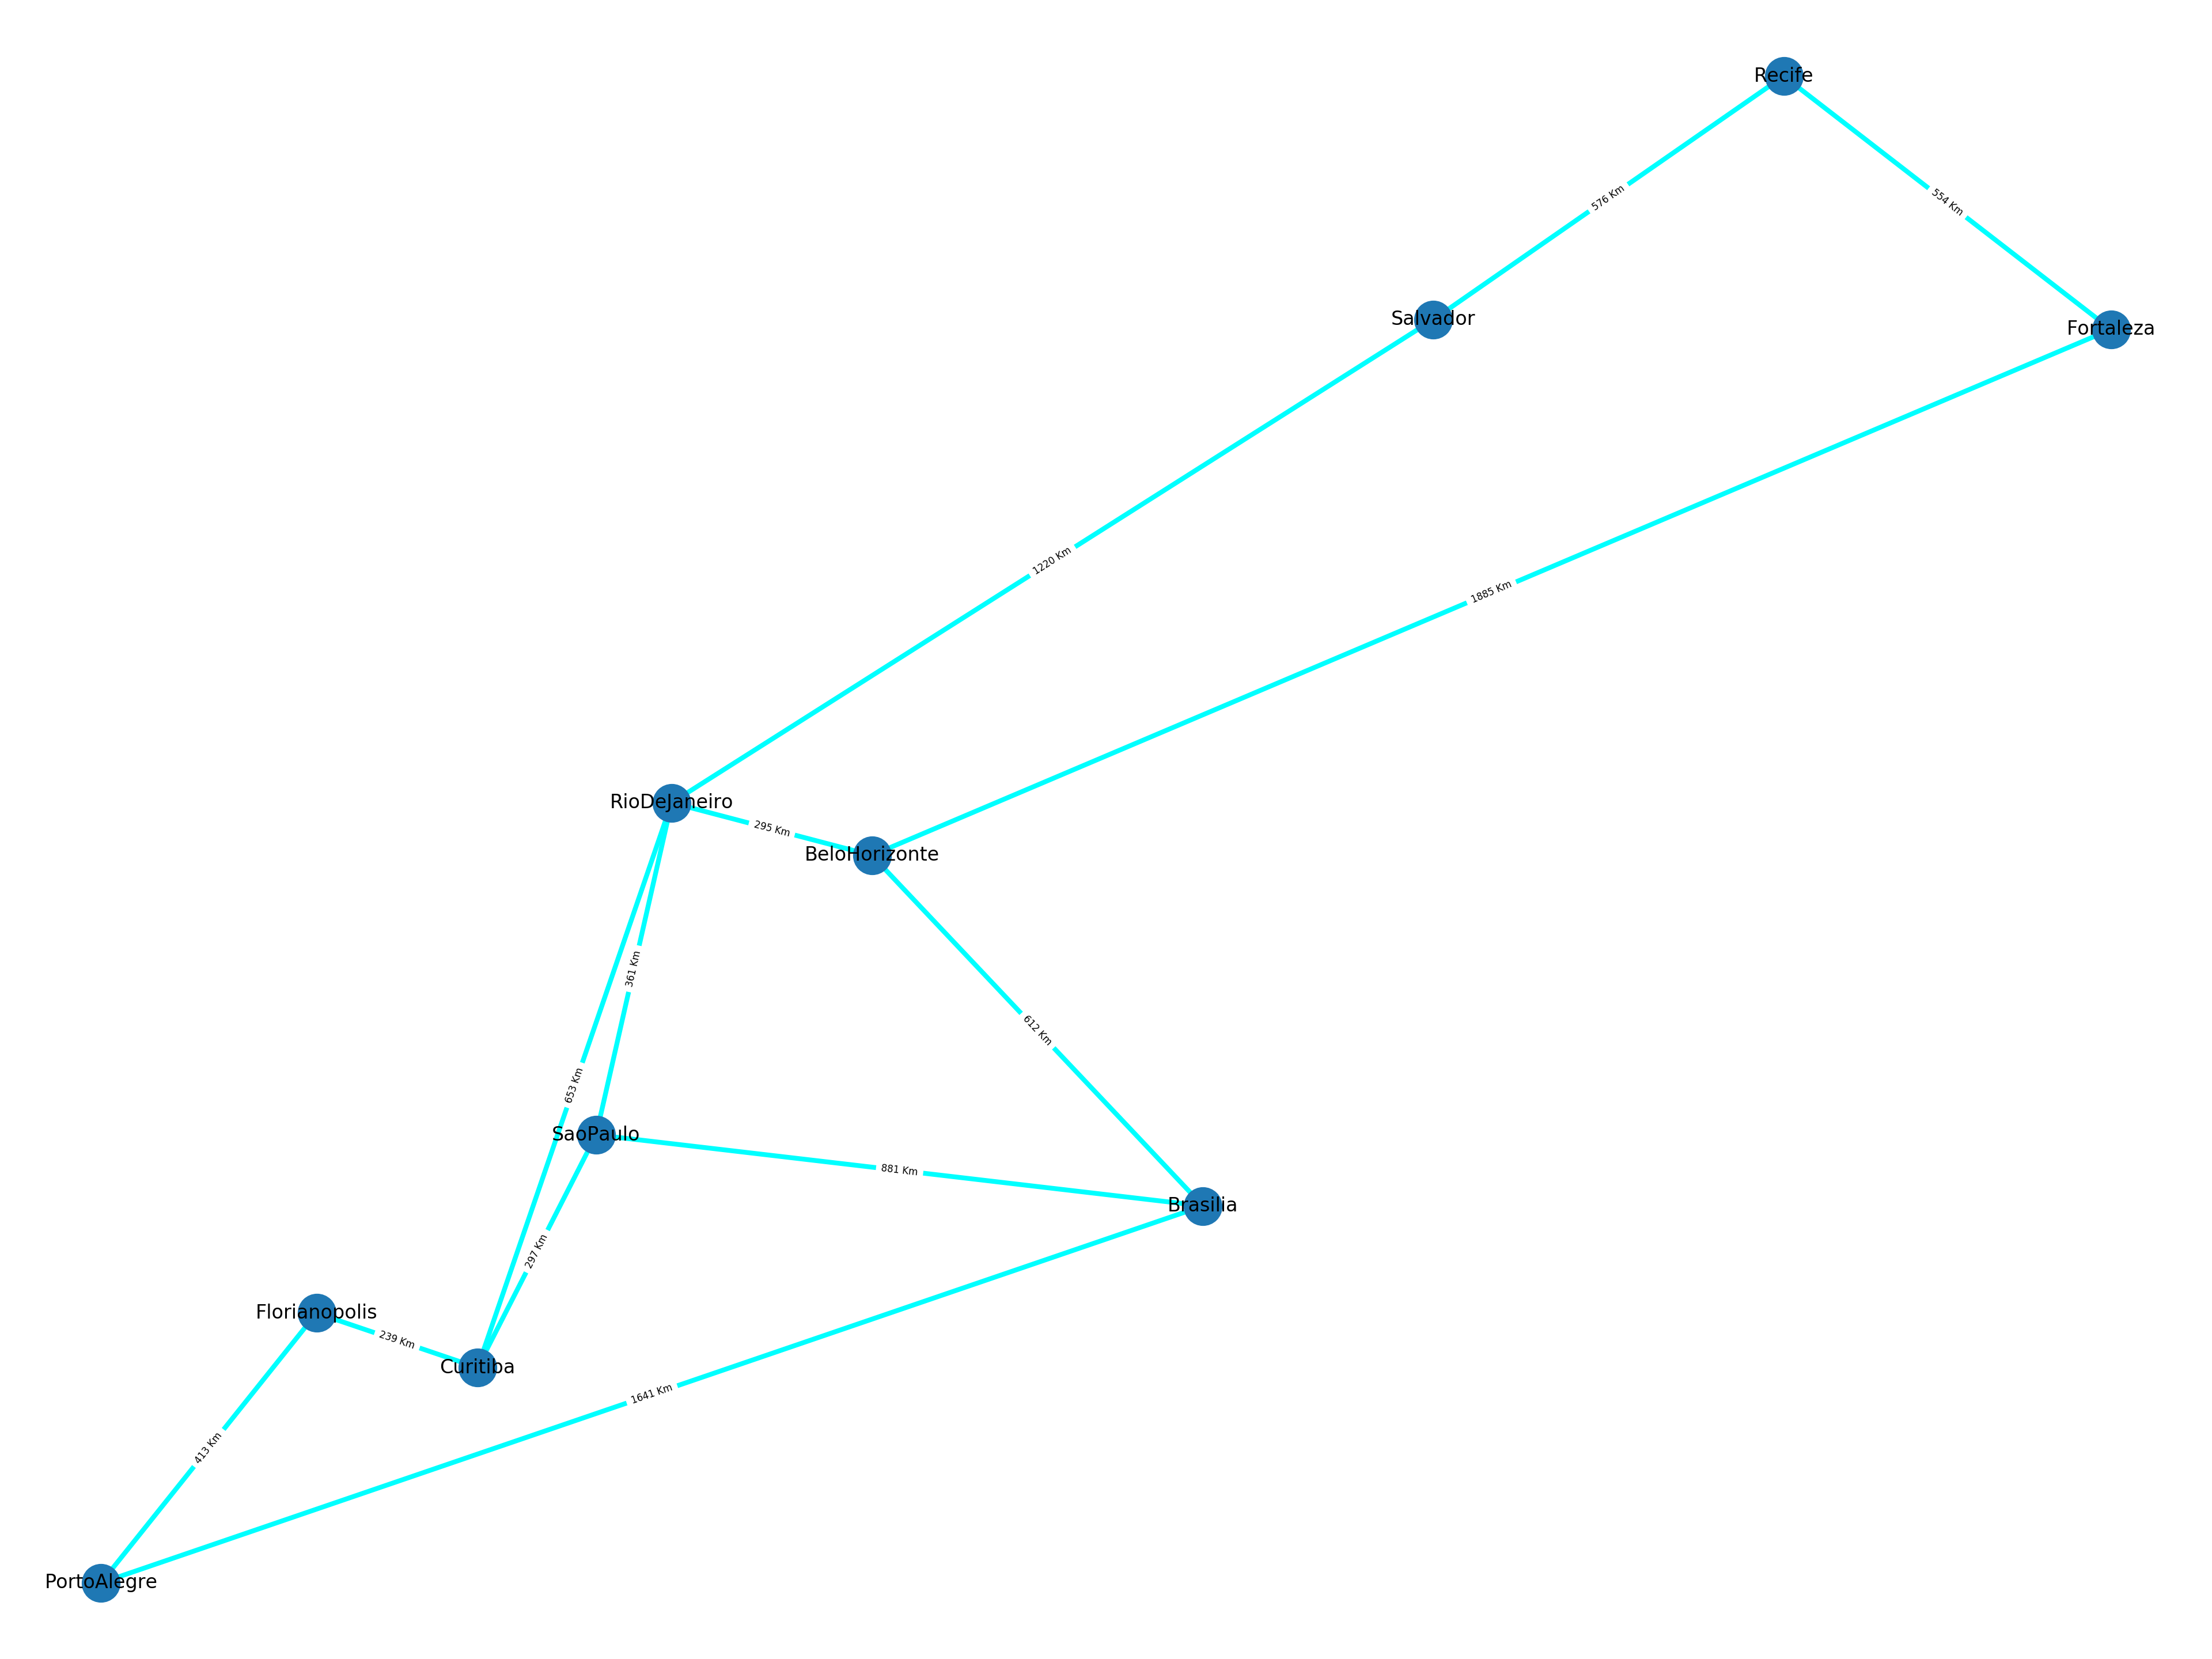 Recife
576 Km
554 Km
Salvador
Fortaleza
1220 Km
1885 Km
RioDeJaneiro
295 Km
BeloHorizonte
361 Km
612 Km
653 Km
SaoPaulo
881 Km
Brasilia
297 Km
Florianopolis
239 Km
Curitiba
1641 Km
413 Km
PortoAlegre